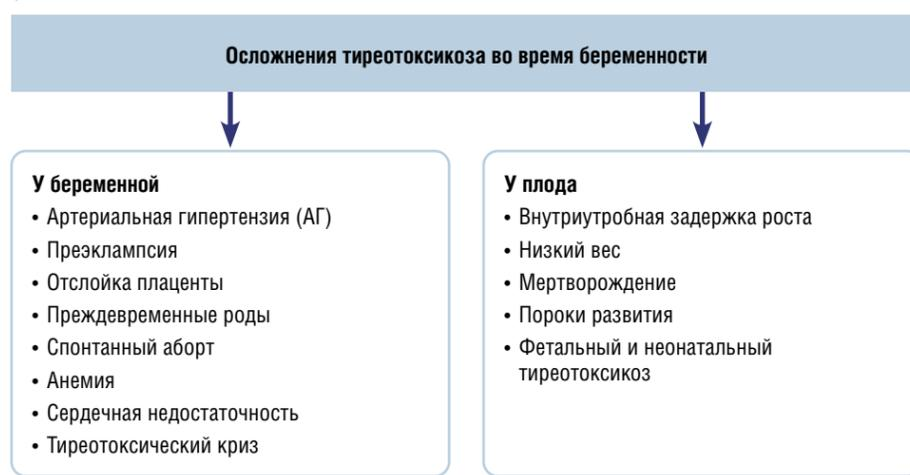 Осложнения тиреотоксикоза во время беременности
У беременной
• Артериальная гипертензия (АГ)
• Преэклампсия
• Отслойка плаценты
• Преждевременные роды
• Спонтанный аборт
• Анемия
• Сердечная недостаточность
• Тиреотоксический криз
У плода
• Внутриутробная задержка роста
• Низкий вес
• Мертворождение
• Пороки развития
• Фетальный и неонатальный
тиреотоксикоз